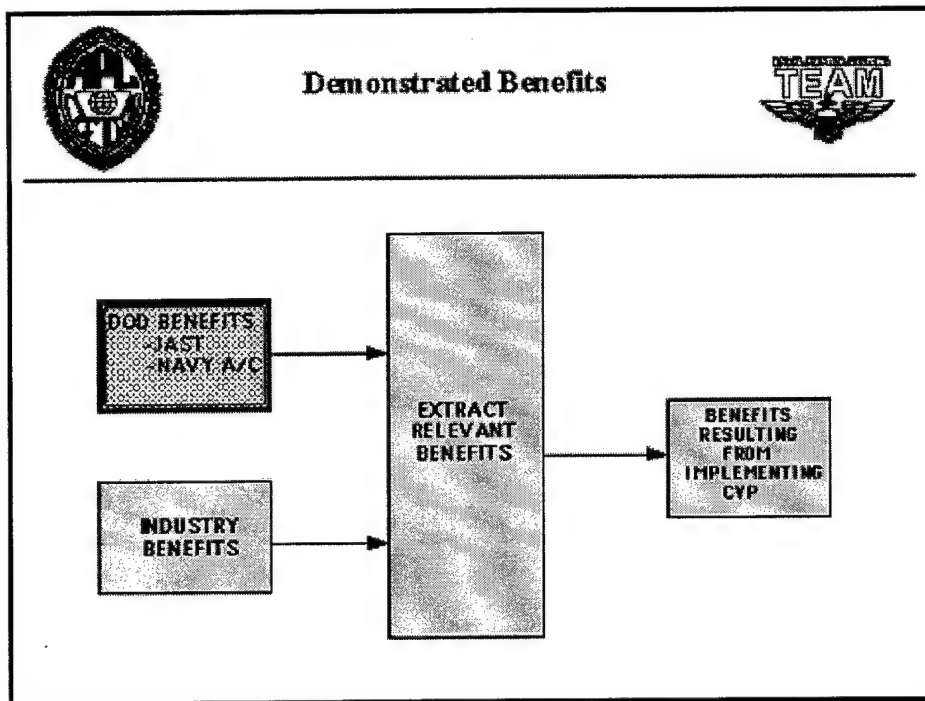 Demonstrated Benefits
TEAM
DOD BENEFITS
-JAST
-NAVY A/C
EXTRACT
RELEVANT
BENEFITS
BENEFITS
RESULTING
FROM
IMPLEMENTING
CVP
INDUSTRY
BENEFITS